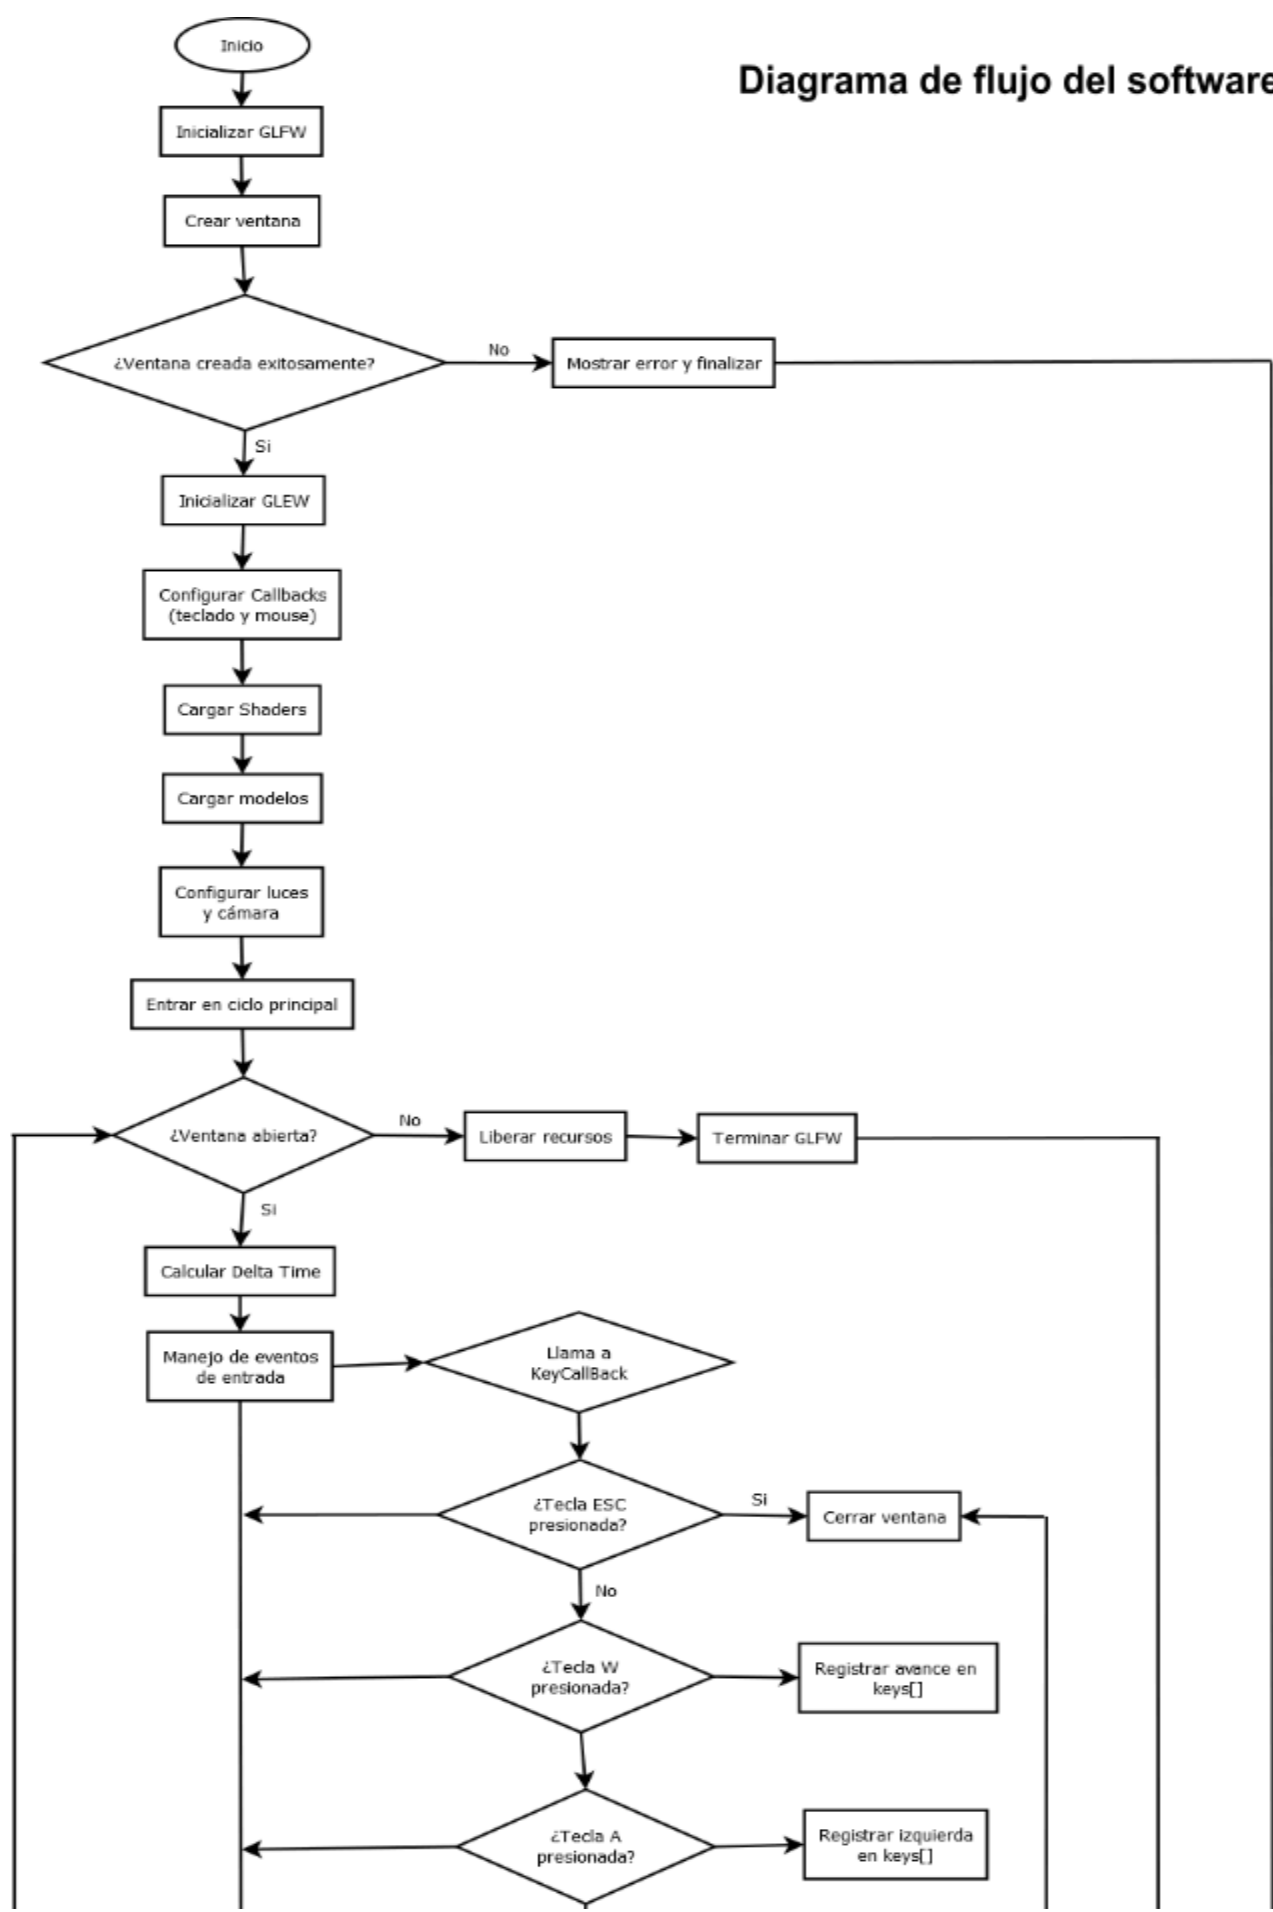 Inicio
Diagrama de flujo del software
Inicializar GLFW
Crear ventana
¿Ventana creada exitosamente?
No
Mostrar error y finalizar
Si
Inicializar GLEW
Configurar Callbacks
(teclado y mouse)
Cargar Shaders
Cargar modelos
Configurar luces
y cámara
Entrar en ciclo principal
¿Ventana abierta?
No
Liberar recursos
Terminar GLFW
Si
Calcular Delta Time
Manejo de eventos
de entrada
Llama a
KeyCallBack
¿Tecla ESC
presionada?
Si
Cerrar ventana
No
¿Tecla W
presionada?
Registrar avance en
keys[]
¿Tecla A
presionada?
Registrar izquierda
en keys[]